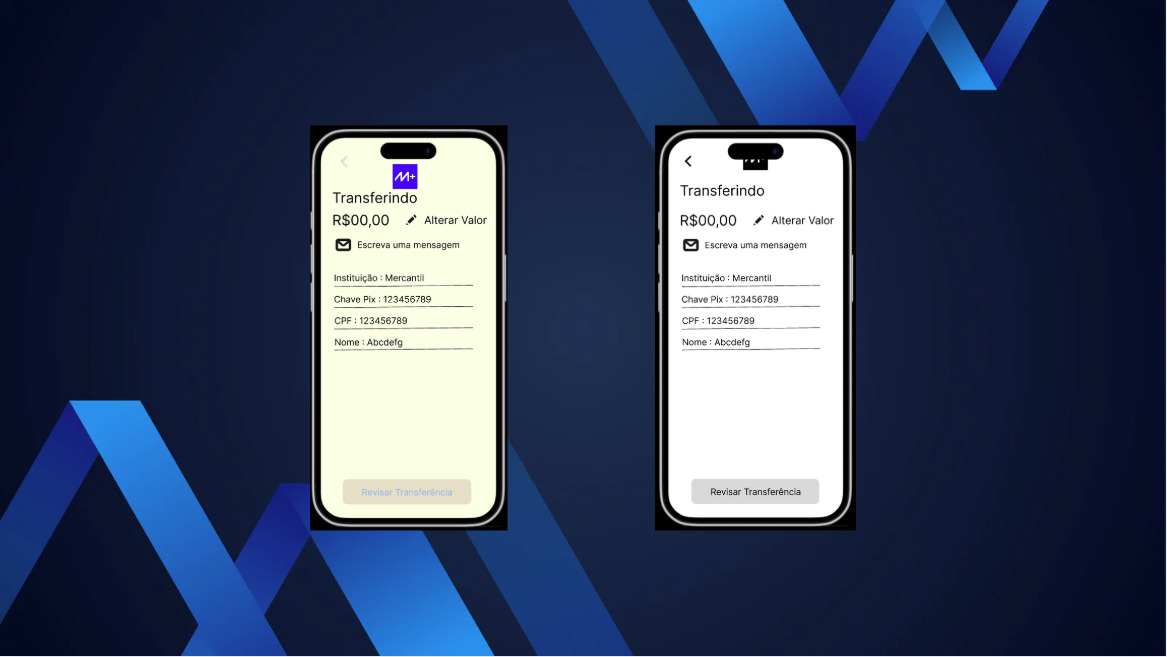 M+
Transferindo
R$00,00 Alterar Valor
Escreva uma mensagem
Instituição : Mercantil
Chave Pix : 123456789
CPF : 123456789
Nome : Abcdefg
Revisar Transferência
M+
Transferindo
R$00,00 Alterar Valor
Escreva uma mensagem
Instituição : Mercantil
Chave Pix : 123456789
CPF : 123456789
Nome : Abcdefg
Revisar Transferência